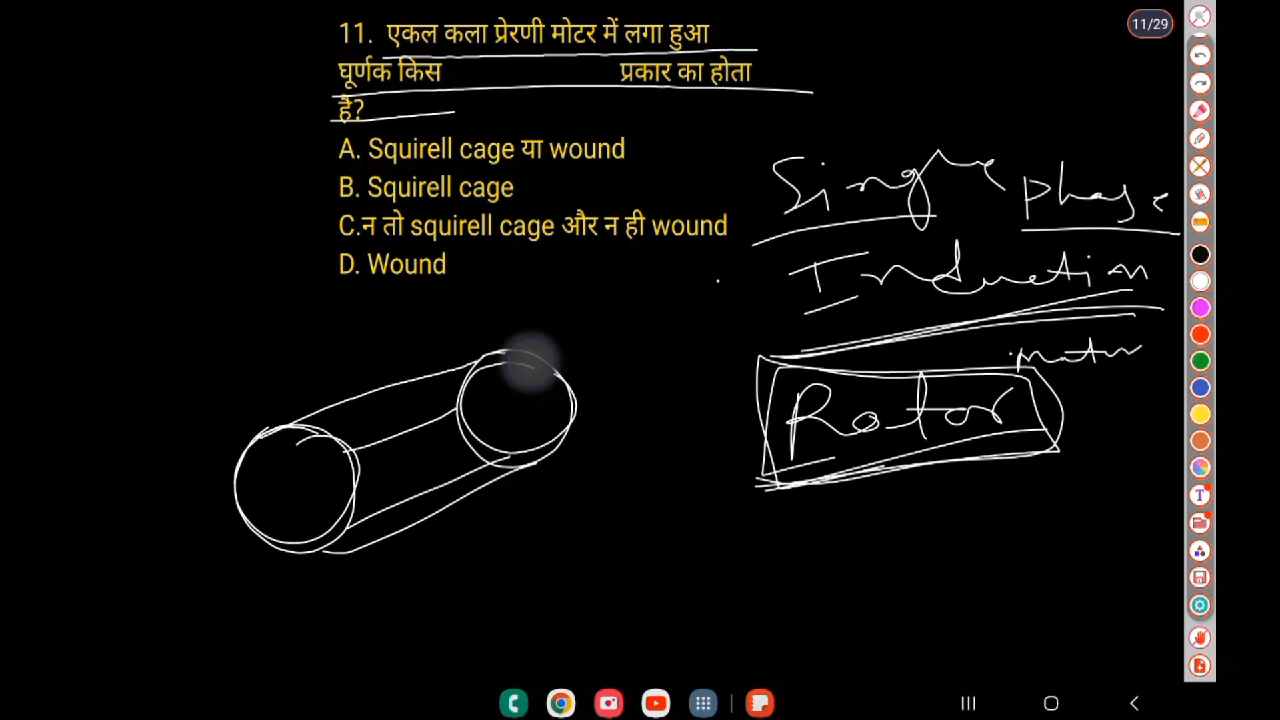 11/29
11. एकल कला प्रेरणी मोटर में लगा हुआ
घूर्णक किस प्रकार का होता
है?
A. Squirell cage या wound
B. Squirell cage
C.न तो squirell cage और न ही wound
D. Wound
Single phase
Induction
motor
Rotor
T